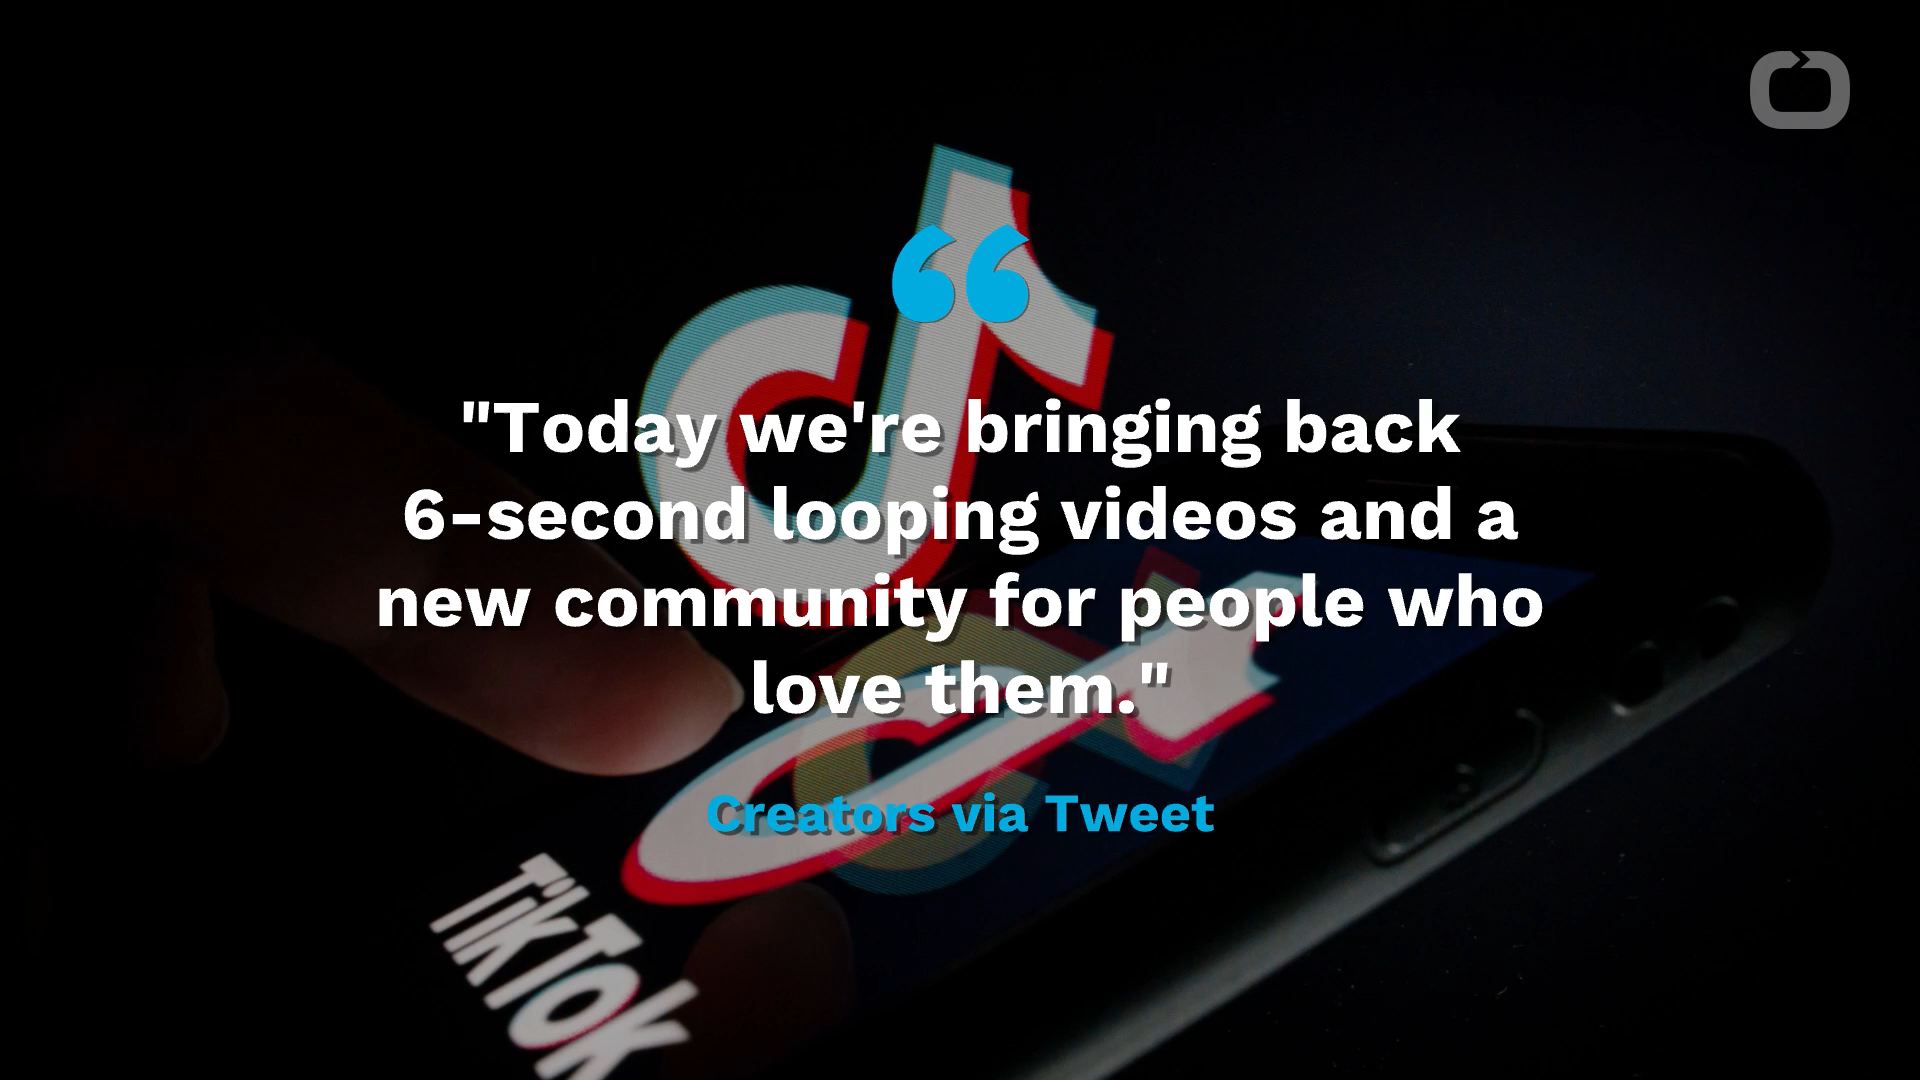 “
"Today we're bringing back
6-second looping videos and a
new community for people who
love them."
Creators via Tweet
TikTok